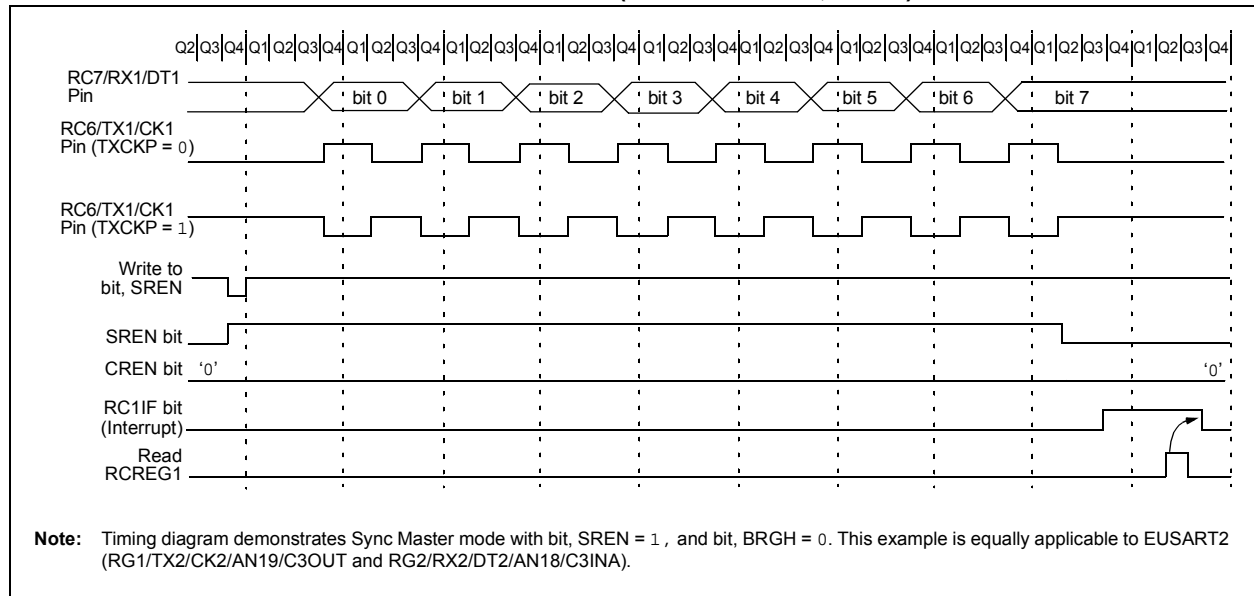 Q2 Q3 Q4 Q1 Q2 Q3 Q4 Q1 Q2 Q3 Q4 Q1 Q2 Q3 Q4 Q1 Q2 Q3 Q4 Q1 Q2 Q3 Q4 Q1 Q2 Q3 Q4 Q1 Q2 Q3 Q4 Q1 Q2 Q3 Q4 Q1 Q2 Q3 Q4 Q1 Q2 Q3 Q4
RC7/RX1/DT1
Pin
bit 0 bit 1 bit 2 bit 3 bit 4 bit 5 bit 6 bit 7
RC6/TX1/CK1
Pin (TXCKP = 0)
RC6/TX1/CK1
Pin (TXCKP = 1)
Write to
bit, SREN
SREN bit
CREN bit ‘0’ ‘0’
RC1IF bit
(Interrupt)
Read
RCREG1
Note: Timing diagram demonstrates Sync Master mode with bit, SREN = 1, and bit, BRGH = 0. This example is equally applicable to EUSART2
(RG1/TX2/CK2/AN19/C3OUT and RG2/RX2/DT2/AN18/C3INA).